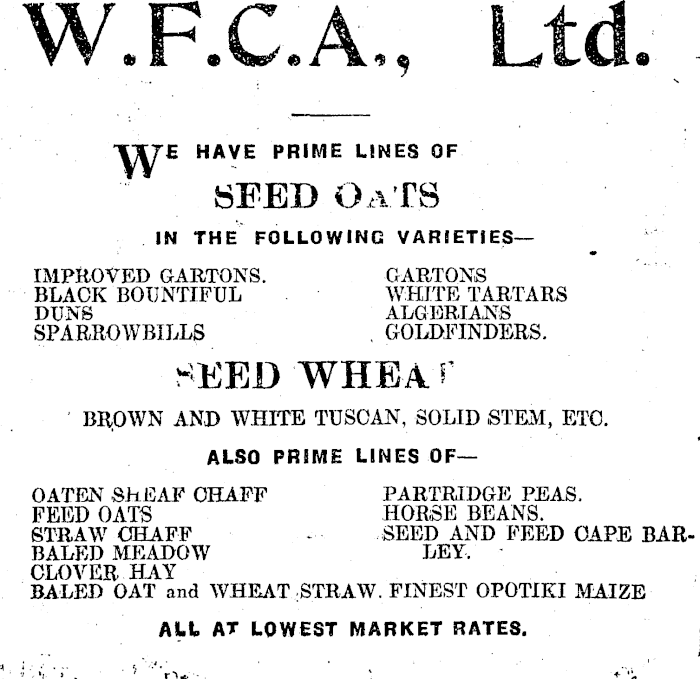 W.F.C.A., Ltd.
WE HAVE PRIME LINES OF
SEED OATS
IN THE FOLLOWING VARIETIES—
IMPROVED GARTONS.
BLACK BOUNTIFUL
DUNS
SPARROWBILLS
GARTONS
WHITE TARTARS
ALGERIANS
GOLDFINDERS.
SEED WHEAT
BROWN AND WHITE TUSCAN, SOLID STEM, ETC.
ALSO PRIME LINES OF—
OATEN SHEAF CHAFF
FEED OATS
STRAW CHAFF
BALED MEADOW
CLOVER HAY
PARTRIDGE PEAS.
HORSE BEANS.
SEED AND FEED CAPE BAR-
LEY.
BALED OAT and WHEAT STRAW. FINEST OPOTIKI MAIZE
ALL AT LOWEST MARKET RATES.